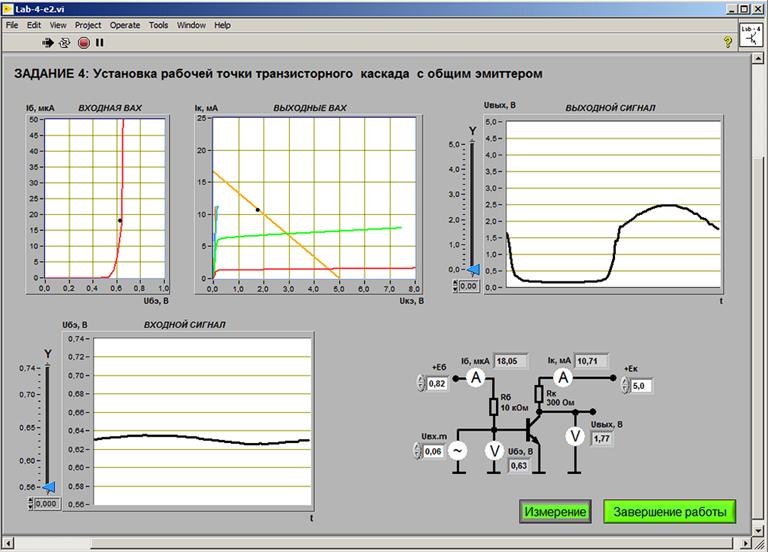 Lab-4-e2.vi
File Edit View Project Operate Tools Window Help
?
Lab - 4
ЗАДАНИЕ 4: Установка рабочей точки транзисторного каскада с общим эмиттером
Iб, мкА ВХОДНАЯ ВАХ
50
45
40
35
30
25
20
15
10
5
0
0,0 0,2 0,4 0,6 0,8 1,0
Uбэ, В
Iк, мА ВЫХОДНЫЕ ВАХ
25
20
15
10
5
0
0,0 1,0 2,0 3,0 4,0 5,0 6,0 7,0 8,0
Uкэ, В
Uвых, В ВЫХОДНОЙ СИГНАЛ
Y
5,0
4,0
3,0
2,0
1,0
0,0
0,00
5,0
4,5
4,0
3,5
3,0
2,5
2,0
1,5
1,0
0,5
0,0
t
Uбэ, В ВХОДНОЙ СИГНАЛ
Y
0,74
0,70
0,65
0,60
0,56
0,000
0,74
0,72
0,70
0,68
0,66
0,64
0,62
0,60
0,58
0,56
t
Iб, мкА 18,05
Iк, мА 10,71
+Eб
0,82
A
A
+Eк
5,0
Rб
10 кОм
Rк
300 Ом
Uвх.m
0,06
~
V
Uбэ, В
0,63
V
Uвых, В
1,77
Измерение
Завершение работы